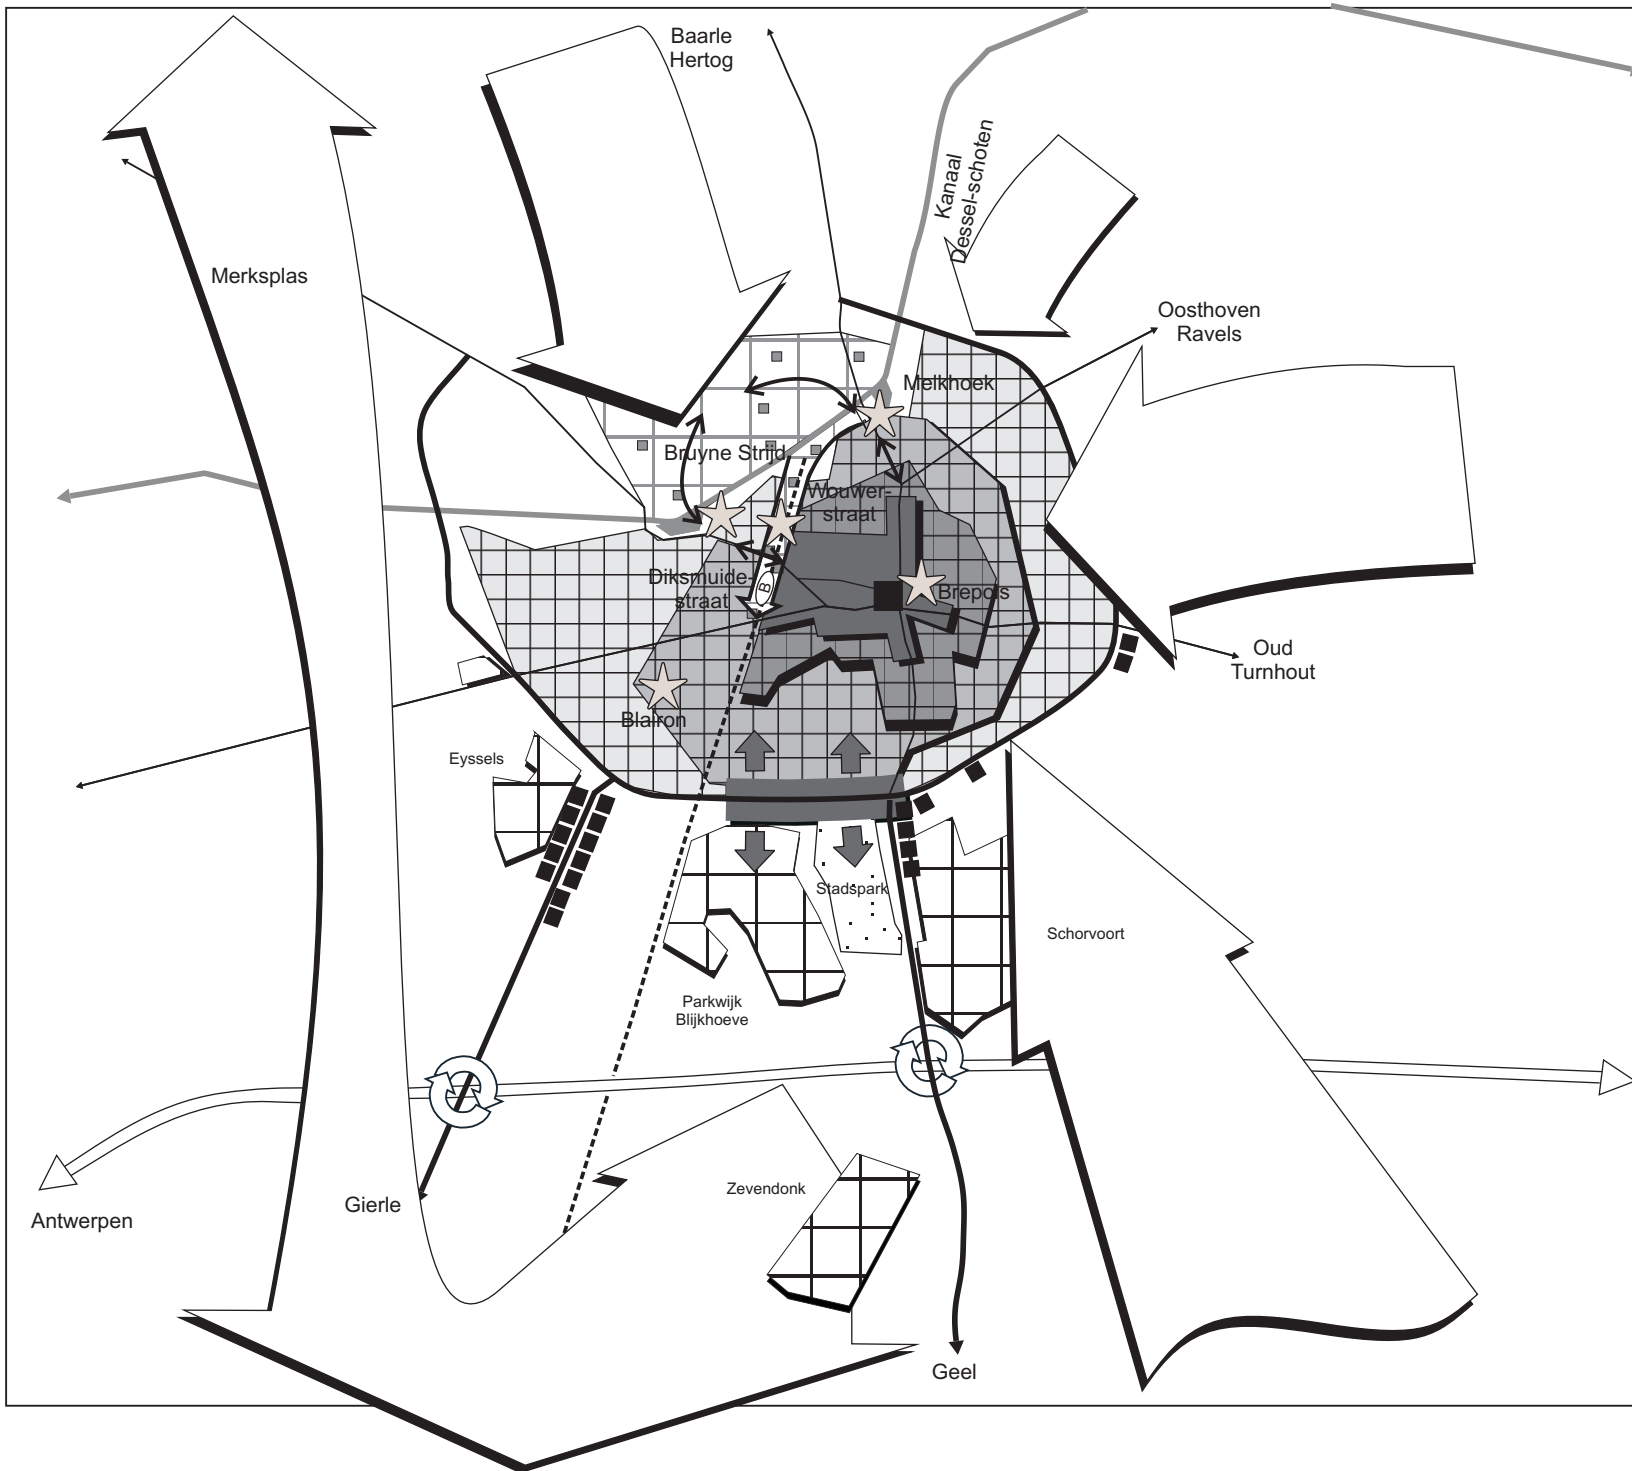 Baarle
Hertog
Kanaal
Dessel-schoten
Merksplas
Oosthoven
Ravels
Melkhoek
Bruyne Strijd
Wouwer-
straat
Diksmuide-
straat
B
Brepols
Oud
Turnhout
Blairon
Eyssels
Stadspark
Schorvoort
Parkwijk
Blijkhoeve
Zevendonk
Gierle
Antwerpen
Geel